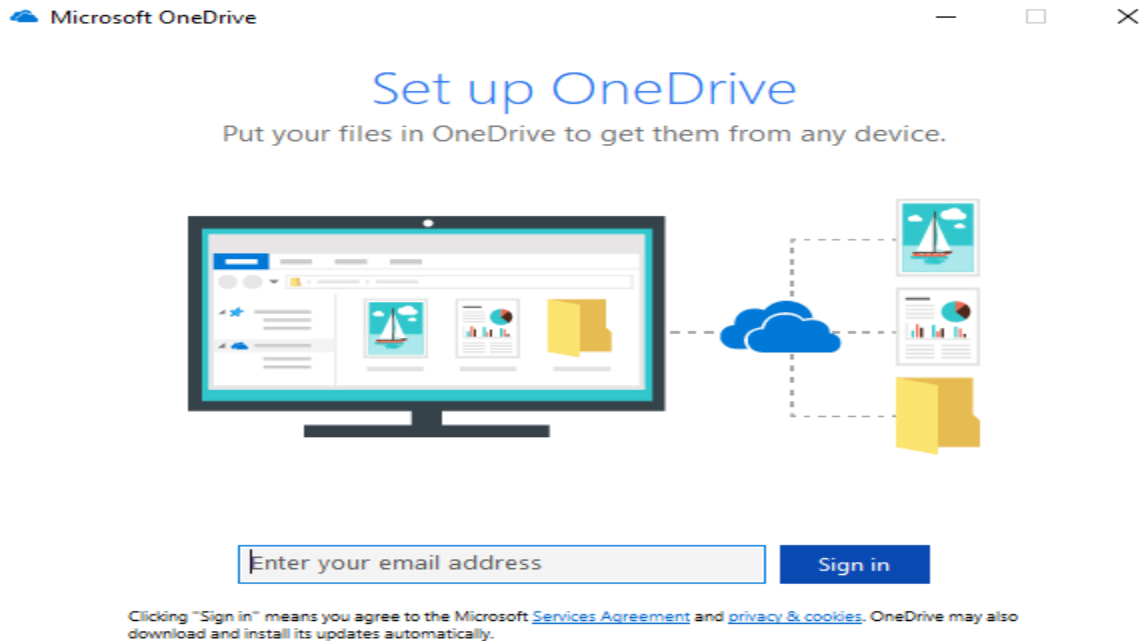 Microsoft OneDrive
Set up OneDrive
Put your files in OneDrive to get them from any device.
Enter your email address
Sign in
Clicking "Sign in" means you agree to the Microsoft Services Agreement and privacy & cookies. OneDrive may also
download and install its updates automatically.